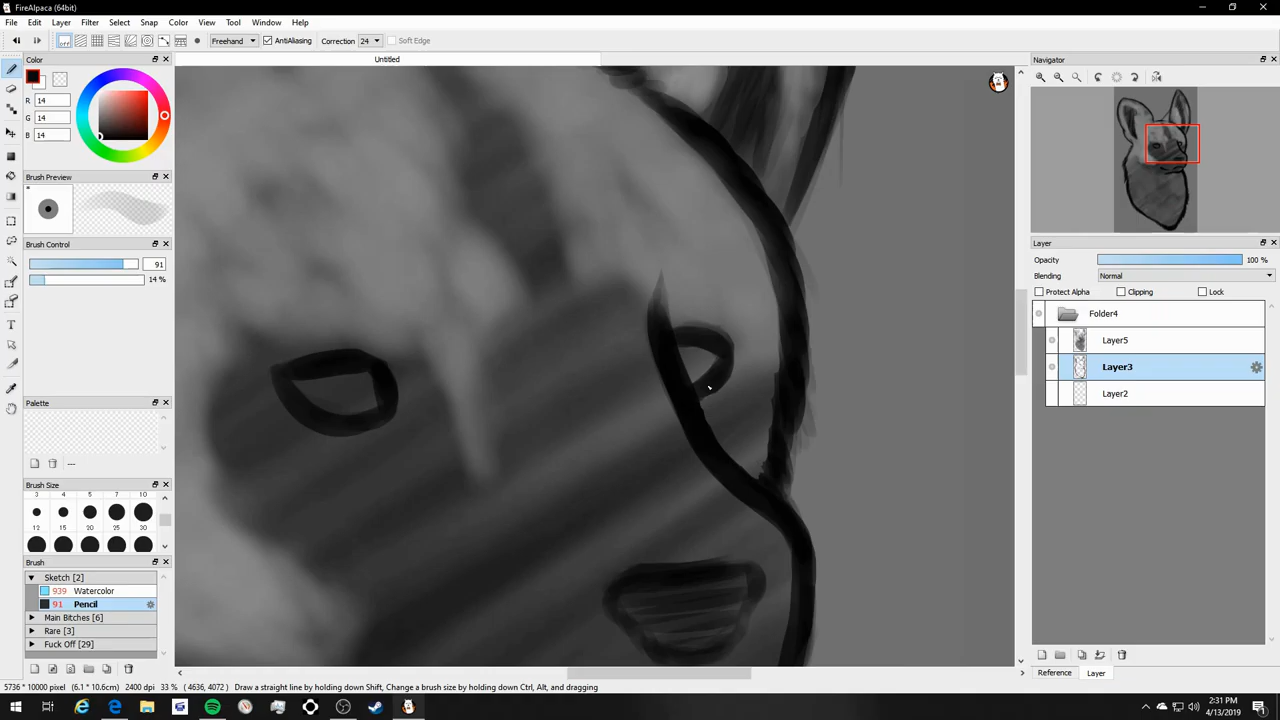 FireAlpaca (64bit)
File Edit Layer Filter Select Snap Color View Tool Window Help
off Freehand AntiAliasing Correction 24 Soft Edge
Color
Untitled
Navigator
R 14
G 14
B 14
Brush Preview
Brush Control
91
14 %
Layer
Opacity 100 %
Blending Normal
Protect Alpha Clipping Lock
Folder4
Layer5
Layer3
Layer2
Palette
---
Brush Size
3 4 5 7 10
12 15 20 25 30
Brush
Sketch [2]
939 Watercolor
91 Pencil
Main Bitches [6]
Rare [3]
Fuck Off [29]
Reference Layer
5736 * 10000 pixel (6.1 * 10.6cm) 2400 dpi 33 % ( 4636, 4072 ) Draw a straight line by holding down Shift, Change a brush size by holding down Ctrl, Alt, and dragging
2:31 PM
4/13/2019